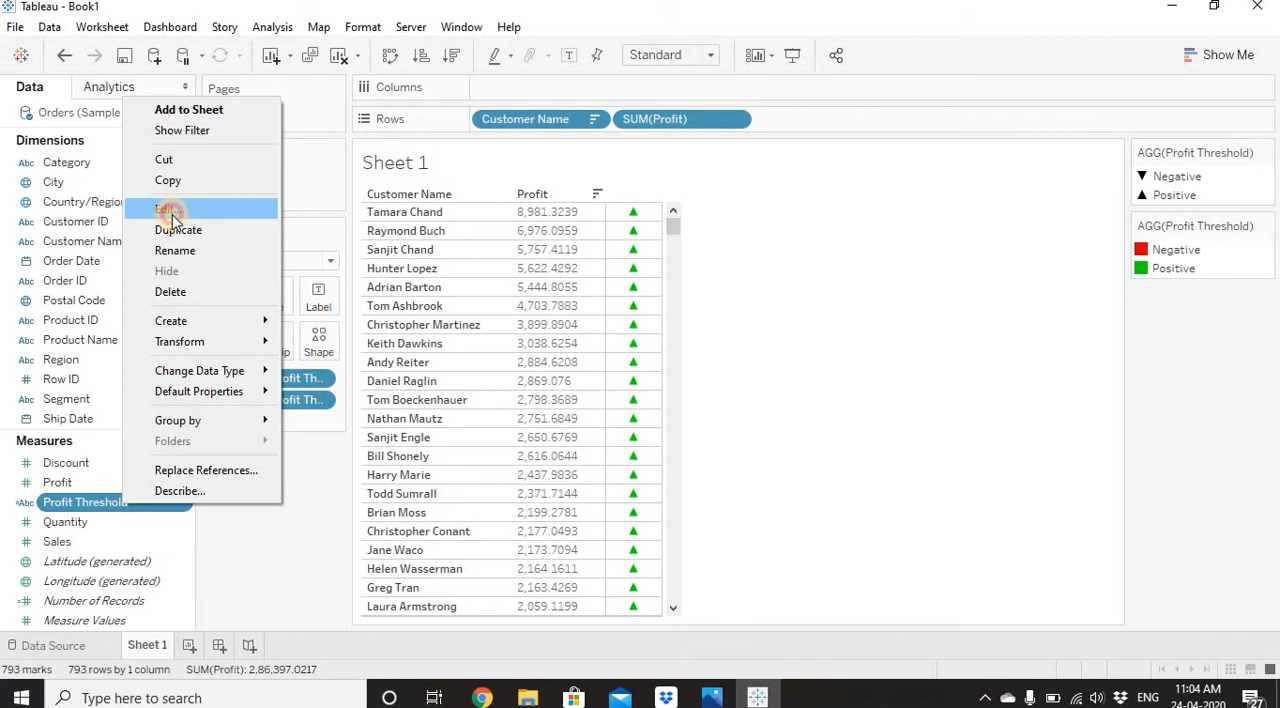 Tableau - Book1
File Data Worksheet Dashboard Story Analysis Map Format Server Window Help
Standard
Show Me
Data Analytics
Pages
Columns
Rows
Customer Name
SUM(Profit)
Orders (Sample
Dimensions
Category
City
Country/Regio
Customer ID
Customer Nam
Order Date
Order ID
Postal Code
Product ID
Product Name
Region
Row ID
Segment
Ship Date
Measures
Discount
Profit
Profit Threshold
Quantity
Sales
Latitude (generated)
Longitude (generated)
Number of Records
Measure Values
Add to Sheet
Show Filter
Cut
Copy
Edit...
Duplicate
Rename
Hide
Delete
Create
Transform
Change Data Type
Default Properties
Group by
Folders
Replace References...
Describe...
Label
Shape
ofit Th..
ofit Th..
Sheet 1
Customer Name Profit
Tamara Chand 8,981.3239
Raymond Buch 6,976.0959
Sanjit Chand 5,757.4119
Hunter Lopez 5,622.4292
Adrian Barton 5,444.8055
Tom Ashbrook 4,703.7883
Christopher Martinez 3,899.8904
Keith Dawkins 3,038.6254
Andy Reiter 2,884.6208
Daniel Raglin 2,869.076
Tom Boeckenhauer 2,798.3689
Nathan Mautz 2,751.6849
Sanjit Engle 2,650.6769
Bill Shonely 2,616.0644
Harry Marie 2,437.9836
Todd Sumrall 2,371.7144
Brian Moss 2,199.2781
Christopher Conant 2,177.0493
Jane Waco 2,173.7094
Helen Wasserman 2,164.1611
Greg Tran 2,163.4269
Laura Armstrong 2,059.1199
AGG(Profit Threshold)
Negative
Positive
AGG(Profit Threshold)
Negative
Positive
Data Source Sheet 1
793 marks 793 rows by 1 column SUM(Profit): 2,86,397.0217
Type here to search
ENG
11:04 AM
24-04-2020
27